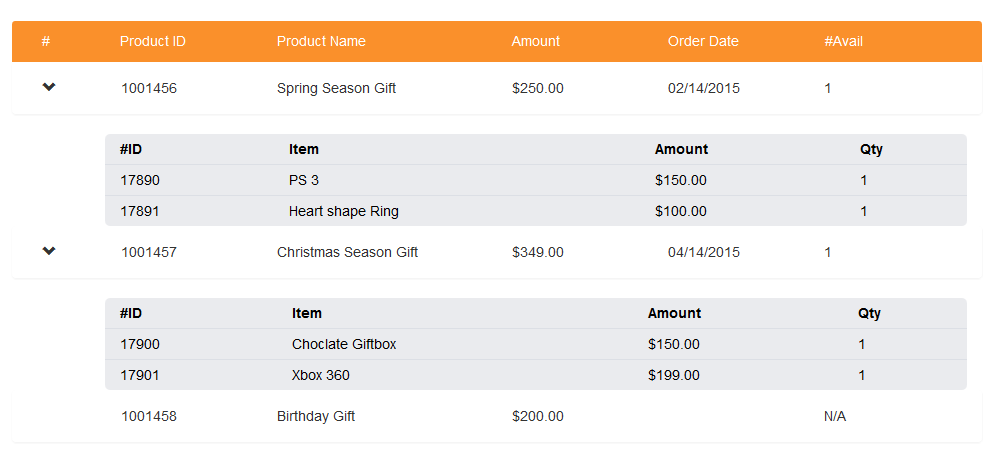 # Product ID Product Name Amount Order Date #Avail
1001456 Spring Season Gift $250.00 02/14/2015 1
#ID Item Amount Qty
17890 PS 3 $150.00 1
17891 Heart shape Ring $100.00 1
1001457 Christmas Season Gift $349.00 04/14/2015 1
#ID Item Amount Qty
17900 Choclate Giftbox $150.00 1
17901 Xbox 360 $199.00 1
1001458 Birthday Gift $200.00 N/A